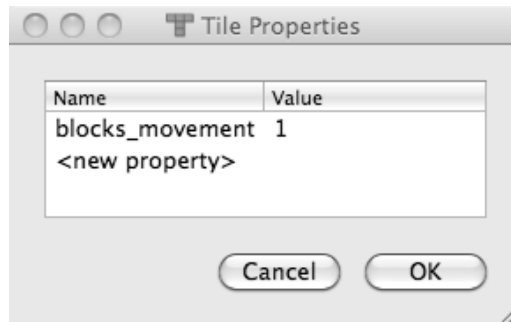 Tile Properties
Name Value
blocks_movement 1
<new property>
Cancel OK